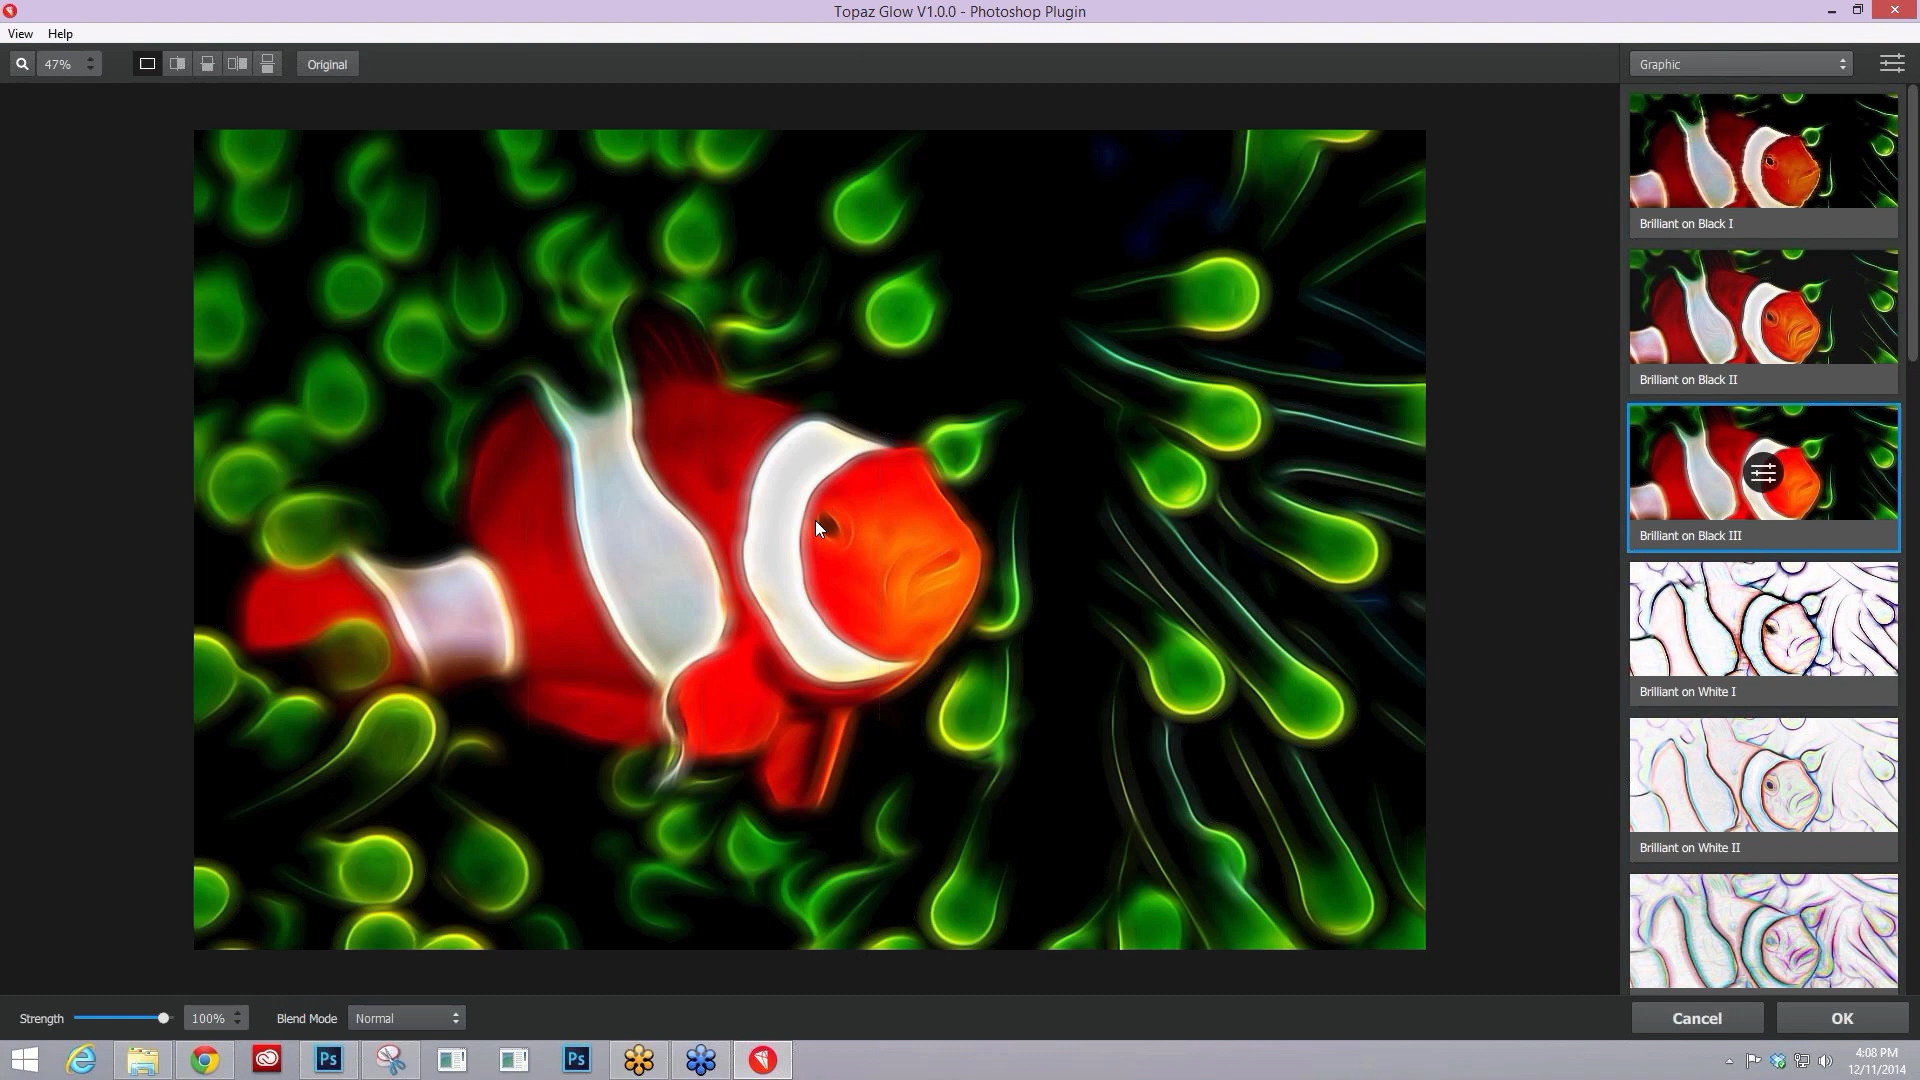 Topaz Glow V1.0.0 - Photoshop Plugin
View Help
47%
Original
Graphic
Brilliant on Black I
Brilliant on Black II
Brilliant on Black III
Brilliant on White I
Brilliant on White II
Strength
100%
Blend Mode
Normal
Cancel
OK
Ps
Ps
4:08 PM
12/11/2014